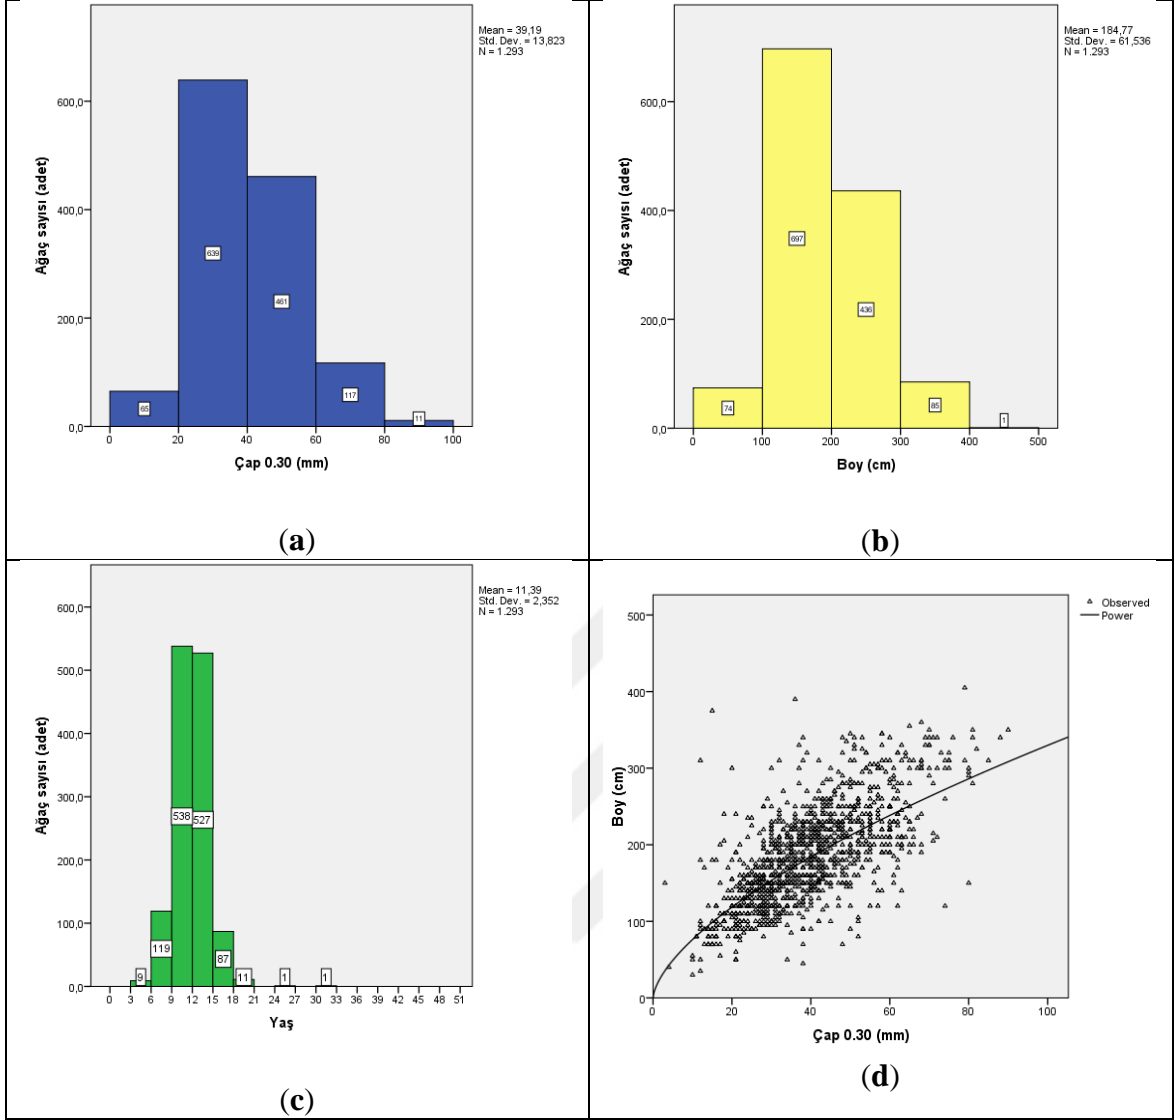 Mean = 39,19
Std. Dev. = 13,823
N = 1.293
Ağaç sayısı (adet)
600,0
400,0
200,0
0,0
639
461
65
117
11
0 20 40 60 80 100
Çap 0.30 (mm)
(a)
Mean = 184,77
Std. Dev. = 61,536
N = 1.293
Ağaç sayısı (adet)
600,0
400,0
200,0
0,0
697
436
74
85
1
0 100 200 300 400 500
Boy (cm)
(b)
Mean = 11,39
Std. Dev. = 2,352
N = 1.293
Ağaç sayısı (adet)
600,0
500,0
400,0
300,0
200,0
100,0
0,0
538 527
119
87
9
11
1
1
0 3 6 9 12 15 18 21 24 27 30 33 36 39 42 45 48 51
Yaş
(c)
Observed
Power
Boy (cm)
500
400
300
200
100
0
0 20 40 60 80 100
Çap 0.30 (mm)
(d)